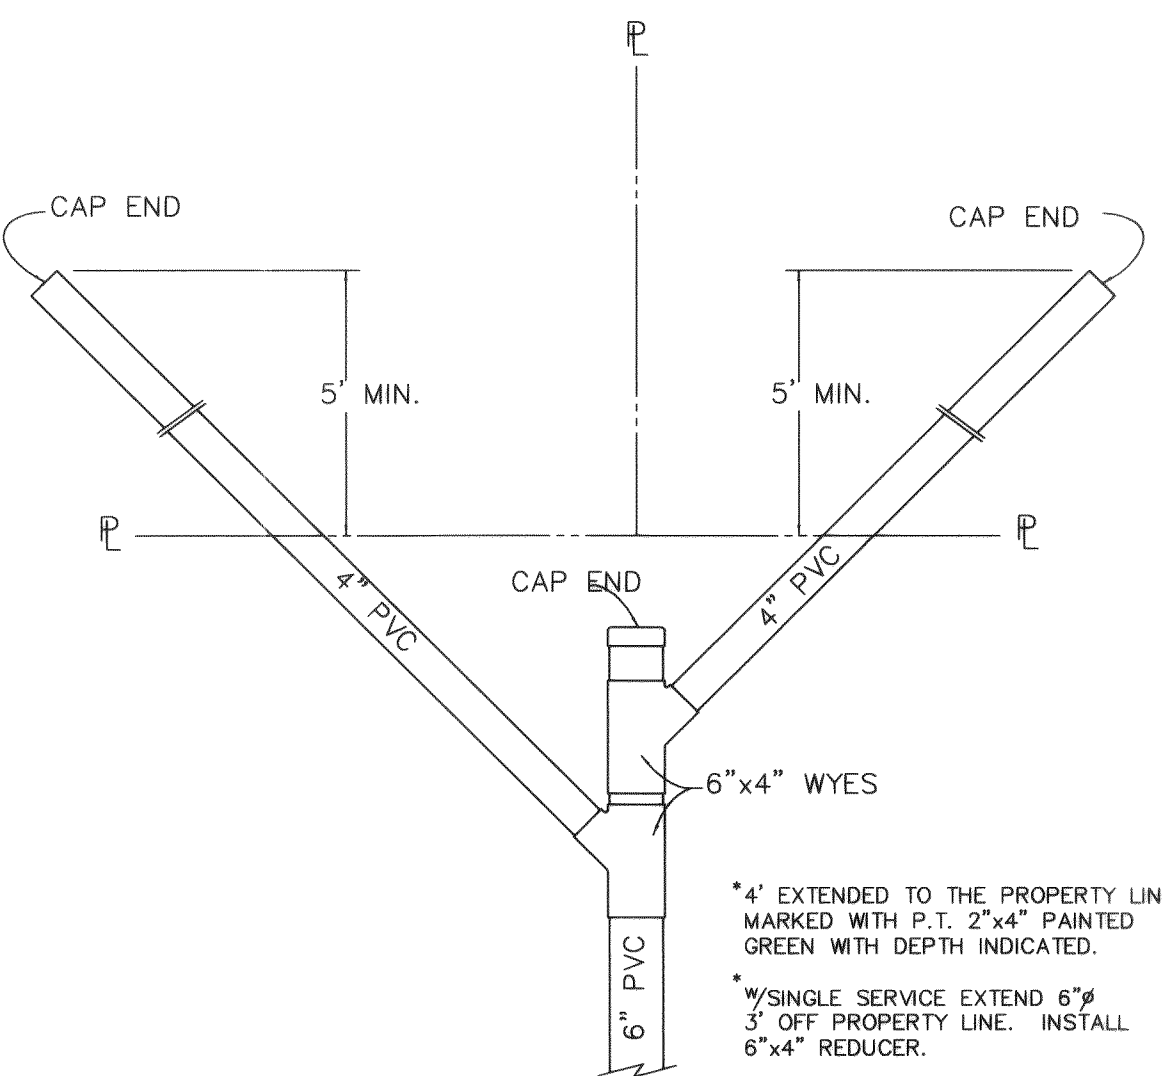 PL
CAP END
CAP END
5' MIN.
5' MIN.
PL
PL
CAP END
4" PVC
4" PVC
6"x4" WYES
6" PVC
*4' EXTENDED TO THE PROPERTY LIN
MARKED WITH P.T. 2"x4" PAINTED
GREEN WITH DEPTH INDICATED.
*
W/SINGLE SERVICE EXTEND 6"ø
3' OFF PROPERTY LINE. INSTALL
6"x4" REDUCER.